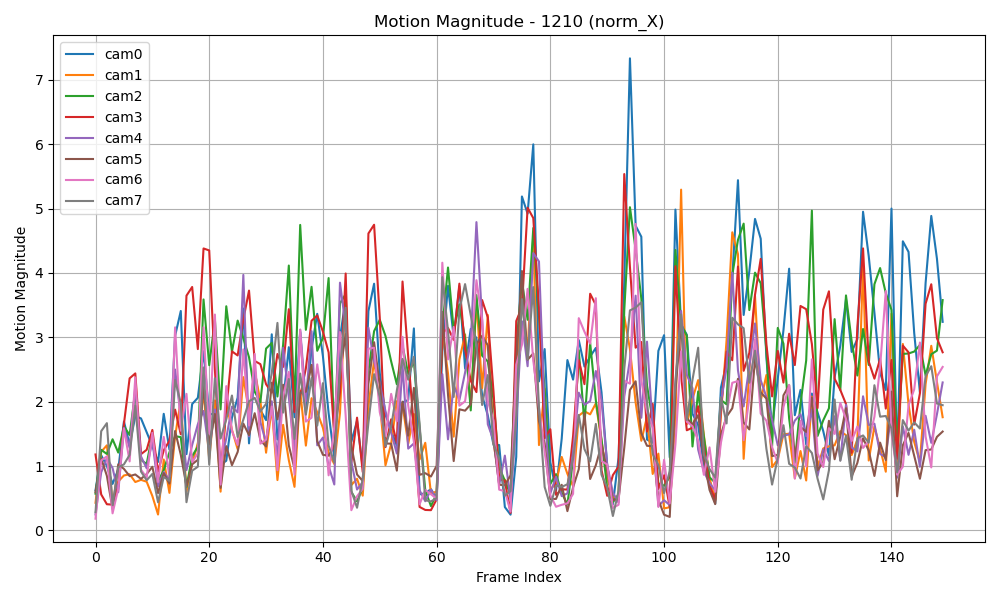 Motion Magnitude - 1210 (norm_X)
cam0
cam1
cam2
cam3
cam4
cam5
cam6
cam7
Motion Magnitude
7
6
5
4
3
2
1
0
0 20 40 60 80 100 120 140
Frame Index